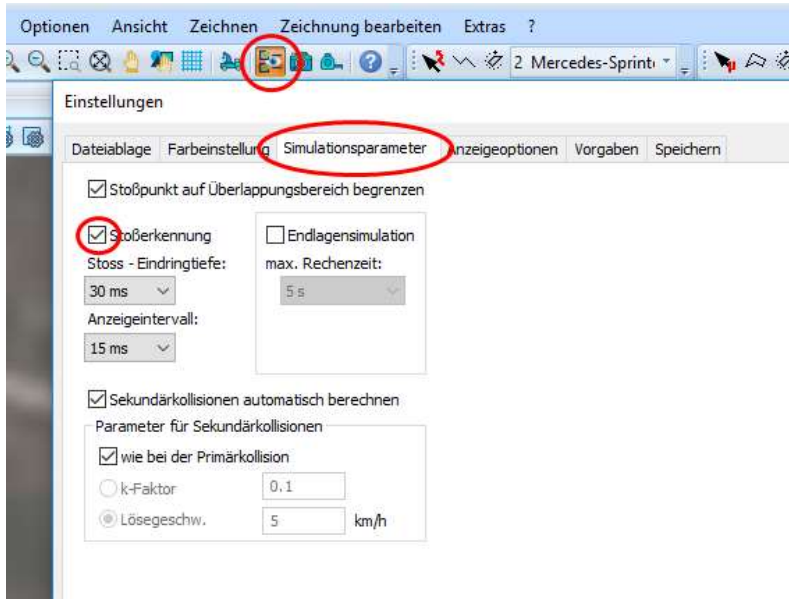 Optionen Ansicht Zeichnen Zeichnung bearbeiten Extras ?
2 Mercedes-Sprint
Einstellungen
Dateiablage Farbeinstellung Simulationsparameter Anzeigeoptionen Vorgaben Speichern
Stoßpunkt auf Überlappungsbereich begrenzen
Stoßerkennung Endlagensimulation
Stoss - Eindringtiefe: max. Rechenzeit:
30 ms 5 s
Anzeigeintervall:
15 ms
Sekundärkollisionen automatisch berechnen
Parameter für Sekundärkollisionen
wie bei der Primärkollision
k-Faktor 0.1
Lösegeschw. 5 km/h